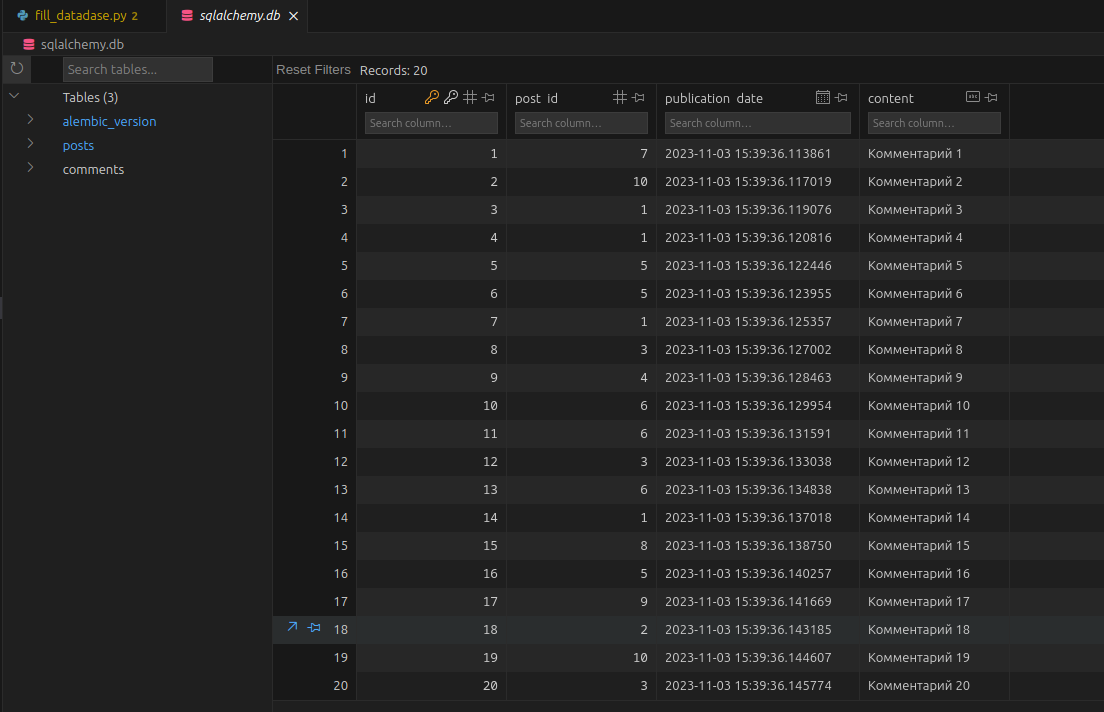 fill_datadase.py 2
sqlalchemy.db
sqlalchemy.db
Search tables...
Reset Filters Records: 20
Tables (3)
alembic_version
posts
comments
id post_id publication_date content
Search column... Search column... Search column... Search column...
1 1 7 2023-11-03 15:39:36.113861 Комментарий 1
2 2 10 2023-11-03 15:39:36.117019 Комментарий 2
3 3 1 2023-11-03 15:39:36.119076 Комментарий 3
4 4 1 2023-11-03 15:39:36.120816 Комментарий 4
5 5 5 2023-11-03 15:39:36.122446 Комментарий 5
6 6 5 2023-11-03 15:39:36.123955 Комментарий 6
7 7 1 2023-11-03 15:39:36.125357 Комментарий 7
8 8 3 2023-11-03 15:39:36.127002 Комментарий 8
9 9 4 2023-11-03 15:39:36.128463 Комментарий 9
10 10 6 2023-11-03 15:39:36.129954 Комментарий 10
11 11 6 2023-11-03 15:39:36.131591 Комментарий 11
12 12 3 2023-11-03 15:39:36.133038 Комментарий 12
13 13 6 2023-11-03 15:39:36.134838 Комментарий 13
14 14 1 2023-11-03 15:39:36.137018 Комментарий 14
15 15 8 2023-11-03 15:39:36.138750 Комментарий 15
16 16 5 2023-11-03 15:39:36.140257 Комментарий 16
17 17 9 2023-11-03 15:39:36.141669 Комментарий 17
18 18 2 2023-11-03 15:39:36.143185 Комментарий 18
19 19 10 2023-11-03 15:39:36.144607 Комментарий 19
20 20 3 2023-11-03 15:39:36.145774 Комментарий 20